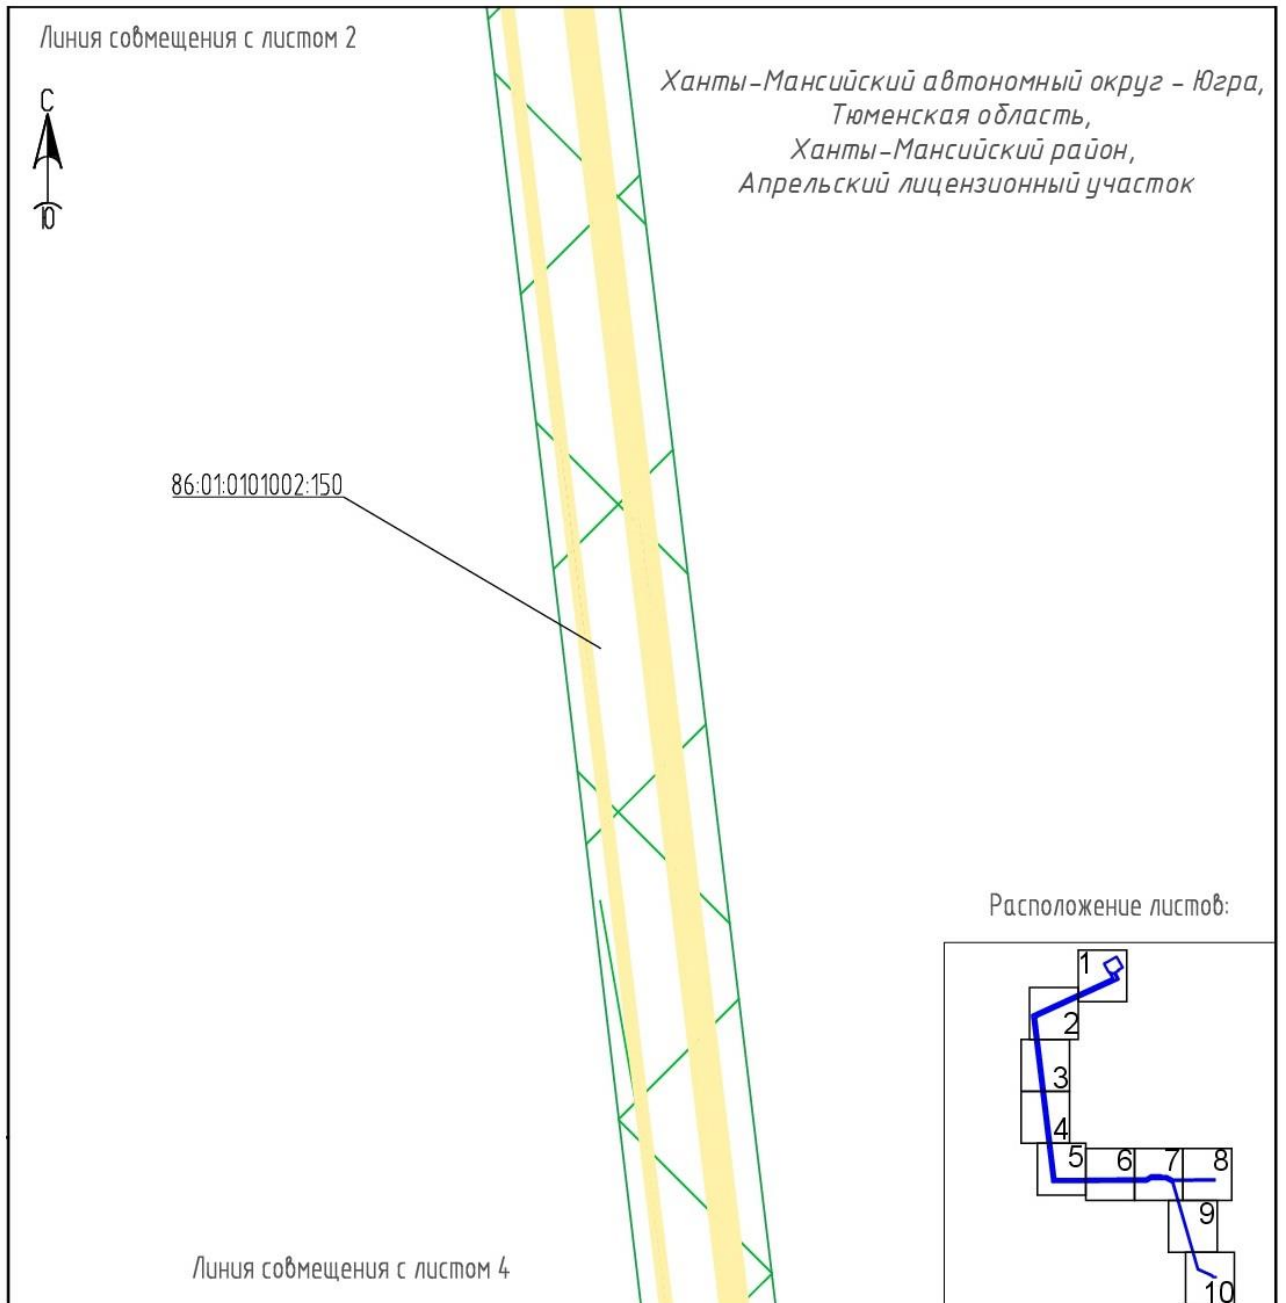 Линия совмещения с листом 2
С
Ю
Ханты-Мансийский автономный округ - Югра,
Тюменская область,
Ханты-Мансийский район,
Апрельский лицензионный участок
86:01:0101002:150
Расположение листов:
1
2
3
4
5 6 7 8
9
10
Линия совмещения с листом 4